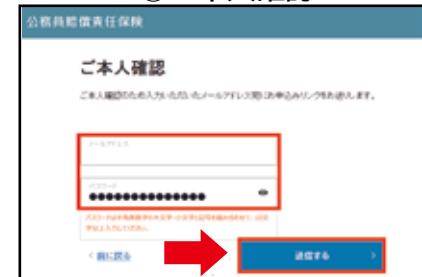 公務員賠償責任保険
ご本人確認
ご本人確認のため入力いただいたメールアドレス宛にお申込みリンクをお送りします。
メールアドレス
パスワード
●●●●●●●●●●●●●●
< 前に戻る
送信する >